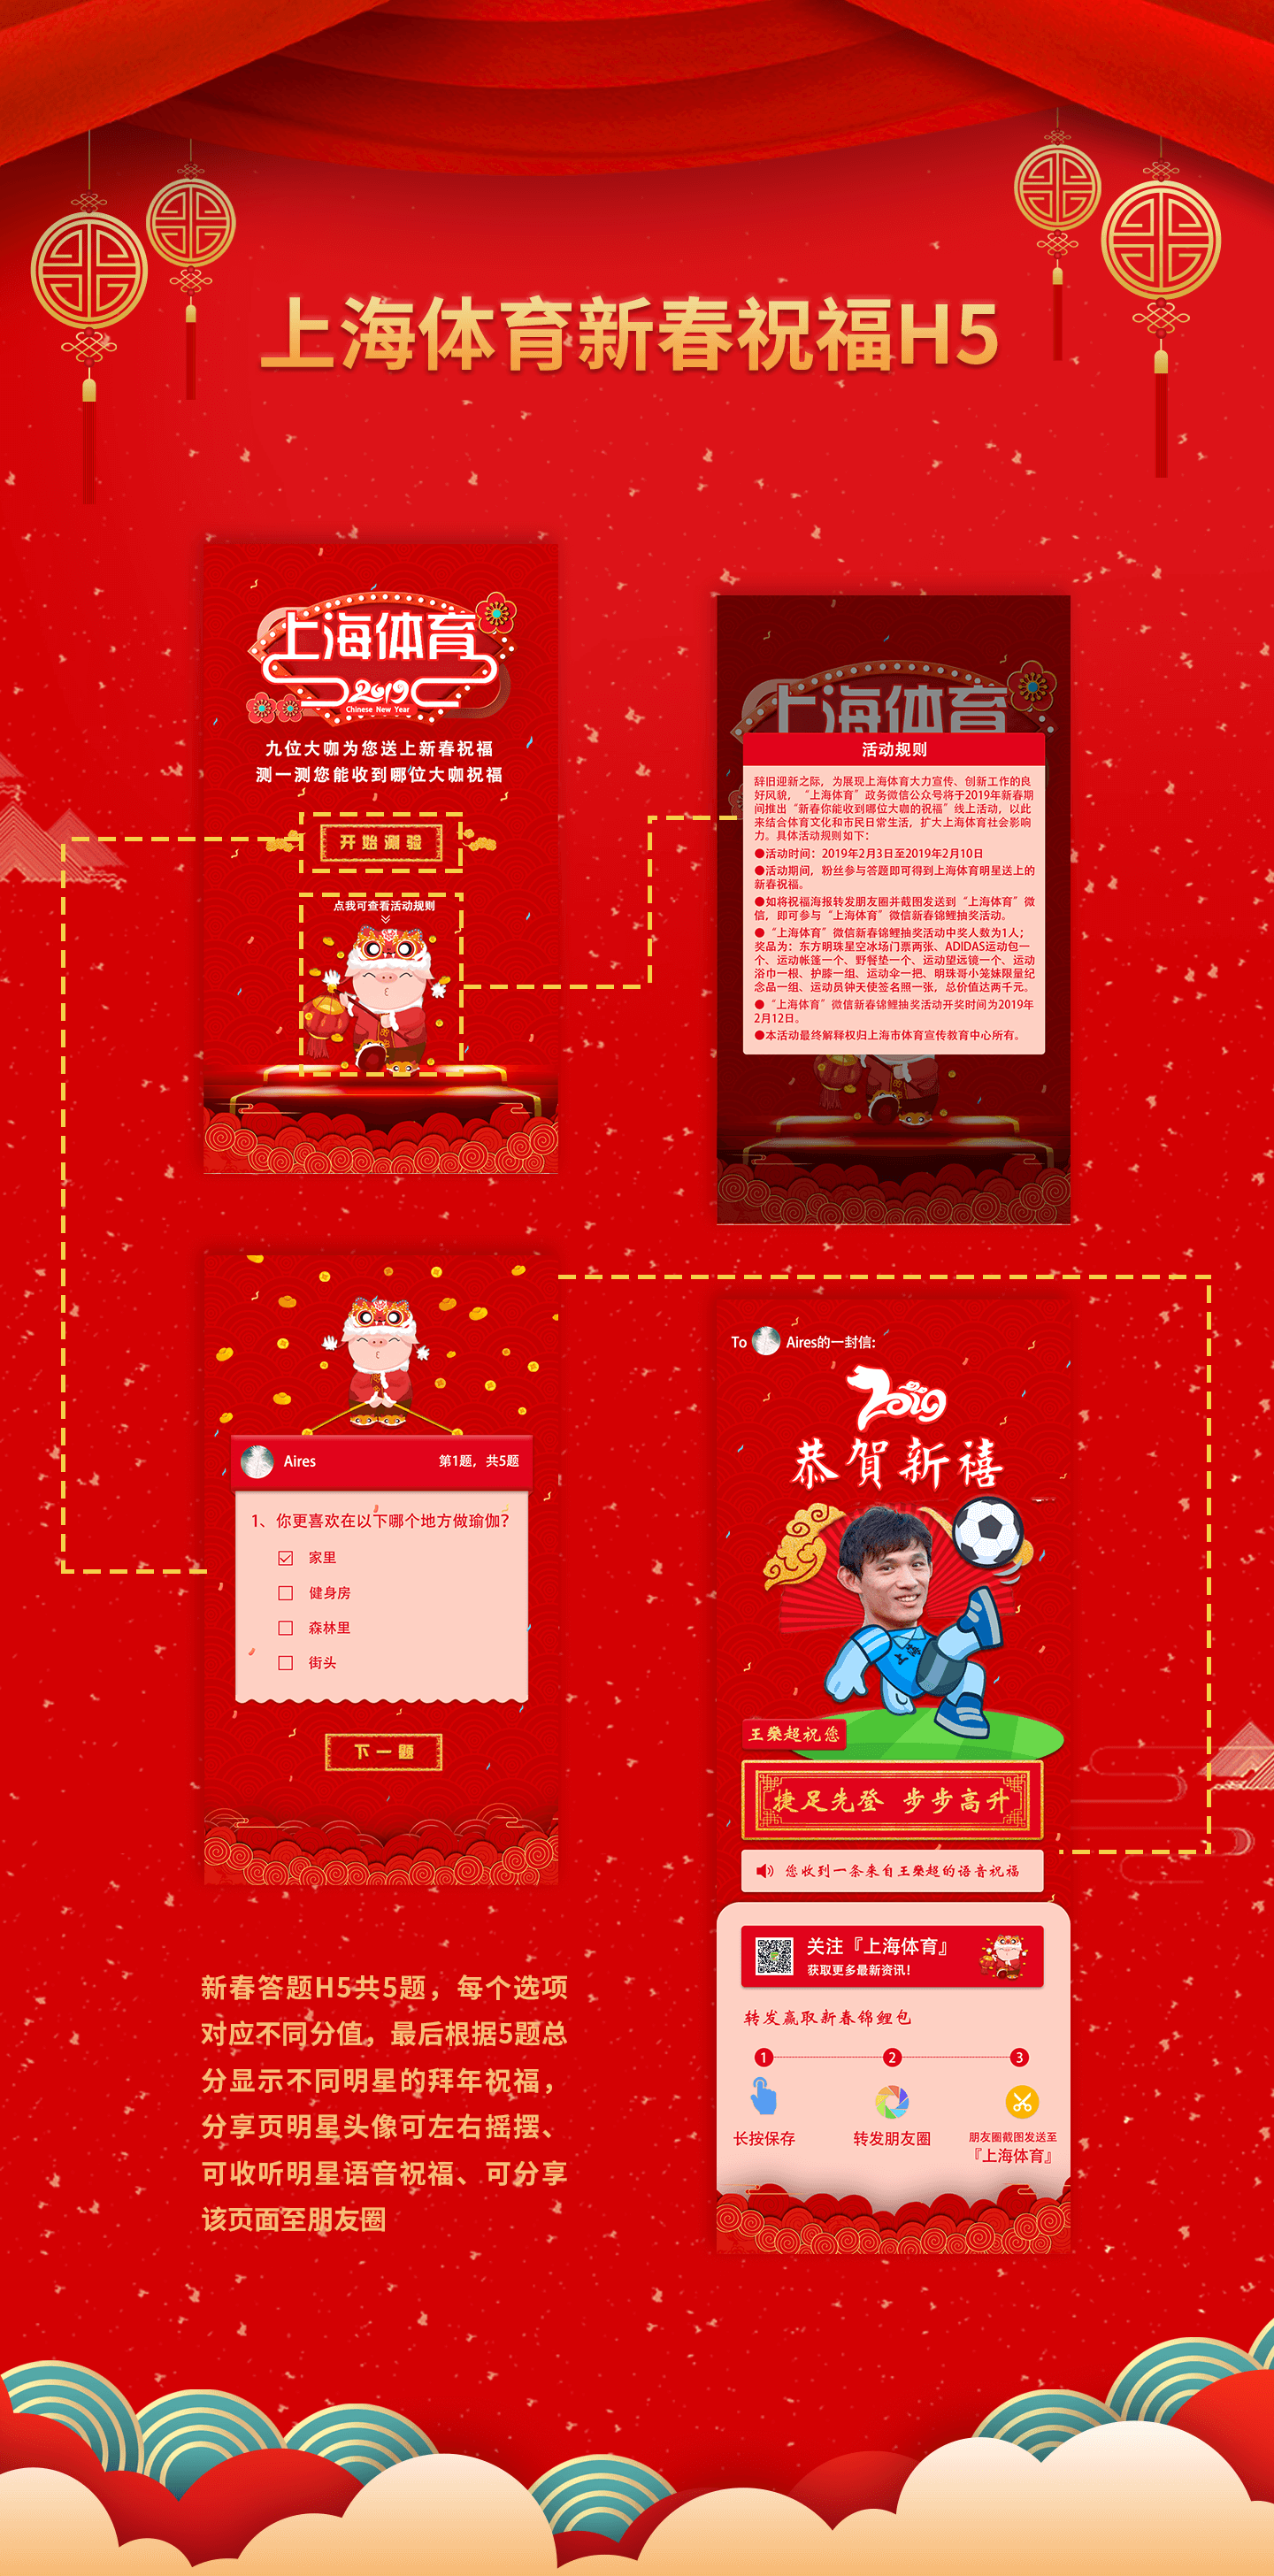 上海体育新春祝福H5
上海体育
2019
Chinese New Year
九位大咖为您送上新春祝福
测一测您能收到哪位大咖祝福
开始测验
点我可查看活动规则
上海体育
活动规则
辞旧迎新之际，为展现上海体育大力宣传、创新工作的良
好风貌，“上海体育”政务微信公众号将于2019年新春期
间推出“新春你能收到哪位大咖的祝福”线上活动，以此
来结合体育文化和市民日常生活，扩大上海体育社会影响
力。具体活动规则如下：
●活动时间：2019年2月3日至2019年2月10日
●活动期间，粉丝参与答题即可得到上海体育明星送上的
新春祝福。
●如将祝福海报转发朋友圈并截图发送到“上海体育”微
信，即可参与“上海体育”微信新春锦鲤抽奖活动。
●“上海体育”微信新春锦鲤抽奖活动中奖人数为1人；
奖品为：东方明珠星空冰场门票两张、ADIDAS运动包一
个、运动帐篷一个、野餐垫一个、运动望远镜一个、运动
浴巾一根、护膝一组、运动伞一把、明珠哥小笼妹限量纪
念品一组、运动员钟天使签名照一张，总价值达两千元。
●“上海体育”微信新春锦鲤抽奖活动开奖时间为2019年
2月12日。
●本活动最终解释权归上海市体育宣传教育中心所有。
Aires
第1题，共5题
1、你更喜欢在以下哪个地方做瑜伽?
家里
健身房
森林里
街头
下一题
To Aires的一封信:
2019
恭賀新禧
王燊超祝您
捷足先登 步步高升
您收到一条来自王燊超的语音祝福
关注『上海体育』
获取更多最新资讯!
转发赢取新春锦鲤包
1
2
3
长按保存
转发朋友圈
朋友圈截图发送至
『上海体育』
新春答题H5共5题，每个选项
对应不同分值，最后根据5题总
分显示不同明星的拜年祝福，
分享页明星头像可左右摇摆、
可收听明星语音祝福、可分享
该页面至朋友圈